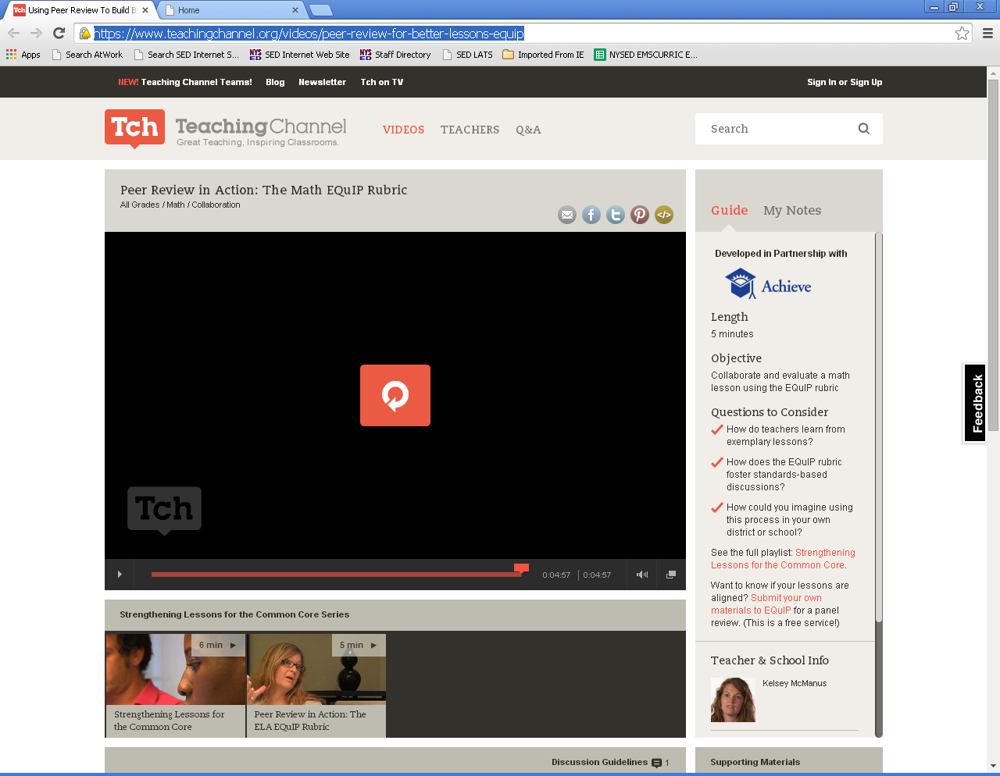 Using Peer Review To Build B
Home
https://www.teachingchannel.org/videos/peer-review-for-better-lessons-equip
Apps
Search AtWork
Search SED Internet S...
NYS ED
SED Internet Web Site
NYS ED
Staff Directory
SED LATS
Imported From IE
NYSED EMSCURRIC E...
NEW! Teaching Channel Teams!
Blog
Newsletter
Tch on TV
Sign In or Sign Up
Tch
TeachingChannel
Great Teaching, Inspiring Classrooms.
VIDEOS
TEACHERS
Q&A
Search
Peer Review in Action: The Math EQuIP Rubric
All Grades / Math / Collaboration
Tch
0:04:57
0:04:57
Strengthening Lessons for the Common Core Series
6 min
5 min
Strengthening Lessons for
the Common Core
Peer Review in Action: The
ELA EQuIP Rubric
Discussion Guidelines 1
Guide
My Notes
Developed in Partnership with
Achieve
Length
5 minutes
Objective
Collaborate and evaluate a math
lesson using the EQuIP rubric
Questions to Consider
How do teachers learn from
exemplary lessons?
How does the EQuIP rubric
foster standards-based
discussions?
How could you imagine using
this process in your own
district or school?
See the full playlist: Strengthening
Lessons for the Common Core.
Want to know if your lessons are
aligned? Submit your own
materials to EQuIP for a panel
review. (This is a free service!)
Teacher & School Info
Kelsey McManus
Supporting Materials
Feedback